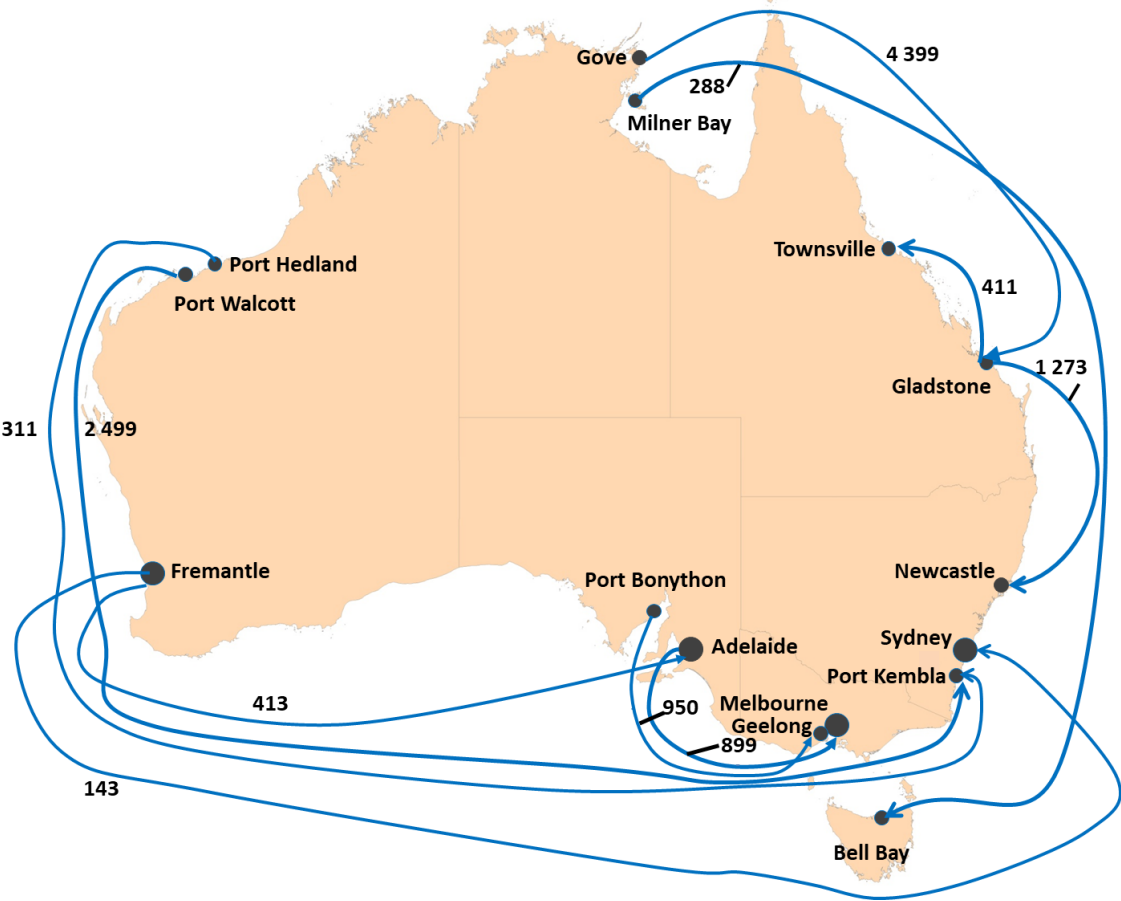 Gove
4 399
288
Milner Bay
Townsville
Port Hedland
411
Port Walcott
1 273
Gladstone
311
2 499
Fremantle
Newcastle
Port Bonython
Sydney
Adelaide
Port Kembla
413
950
Melbourne
Geelong
899
143
Bell Bay